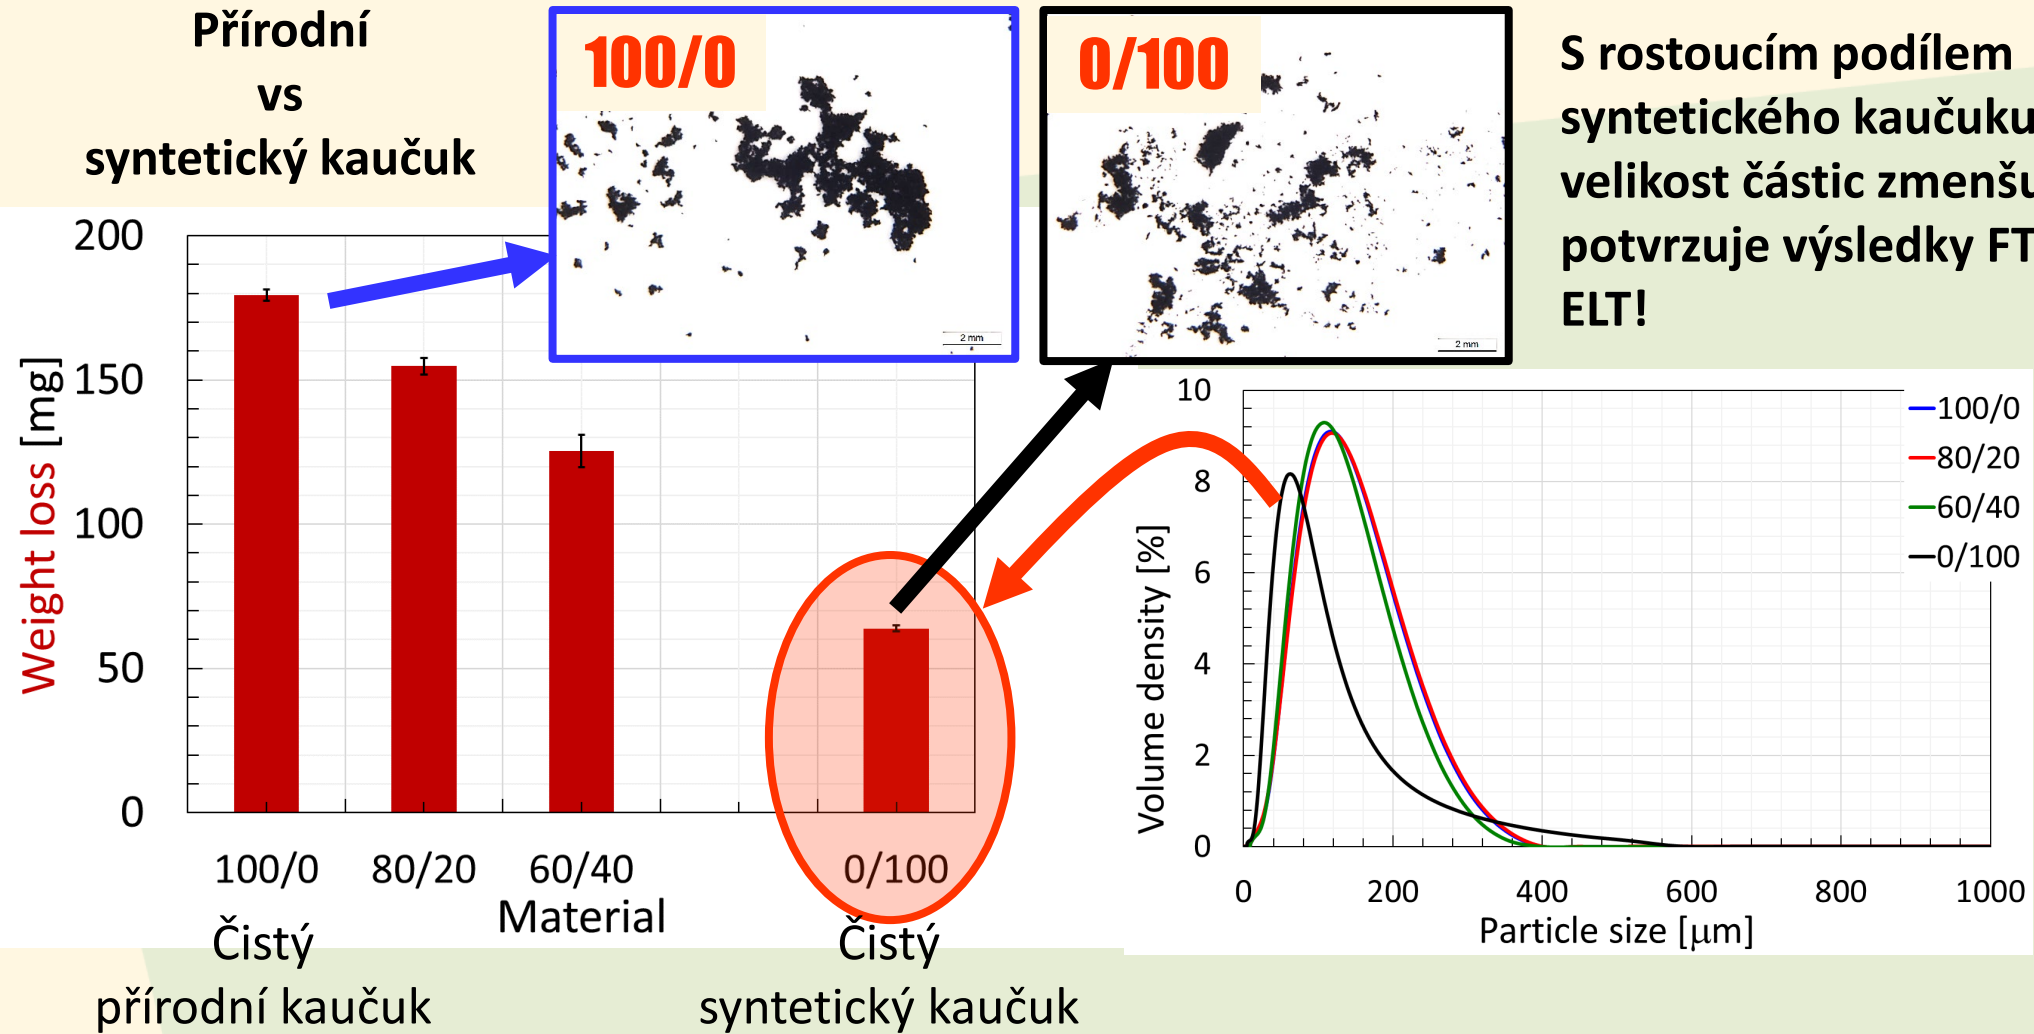 Přírodní
vs
syntetický kaučuk
100/0
2 mm
0/100
2 mm
S rostoucím podílem
syntetického kaučuku
velikost částic
potvrzuje výsledky
ELT!
Weight loss [mg]
200
150
100
50
0
100/0 80/20 60/40 0/100
Material
Čistý
přírodní kaučuk
Čistý
syntetický kaučuk
Volume density [%]
10
8
6
4
2
0
0 200 400 600 800 1000
Particle size [µm]
100/0
80/20
60/40
0/100